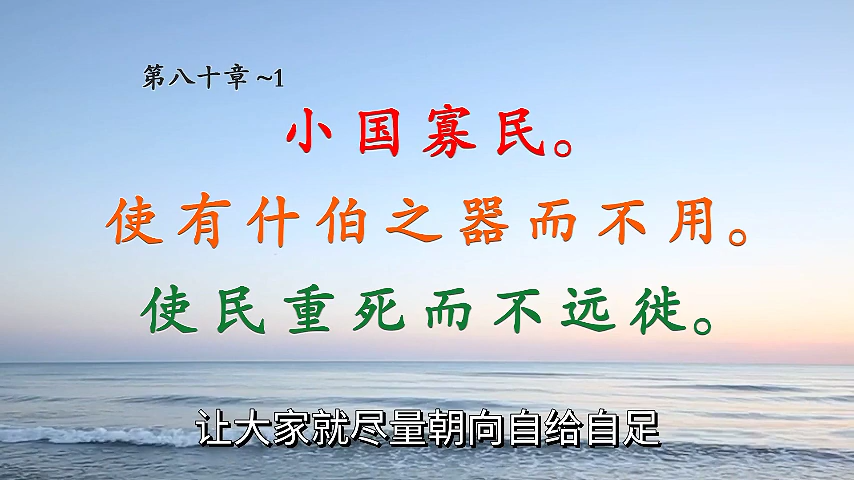 第八十章 ~1
小国寡民。
使有什伯之器而不用。
使民重死而不远徙。
让大家就尽量朝向自给自足